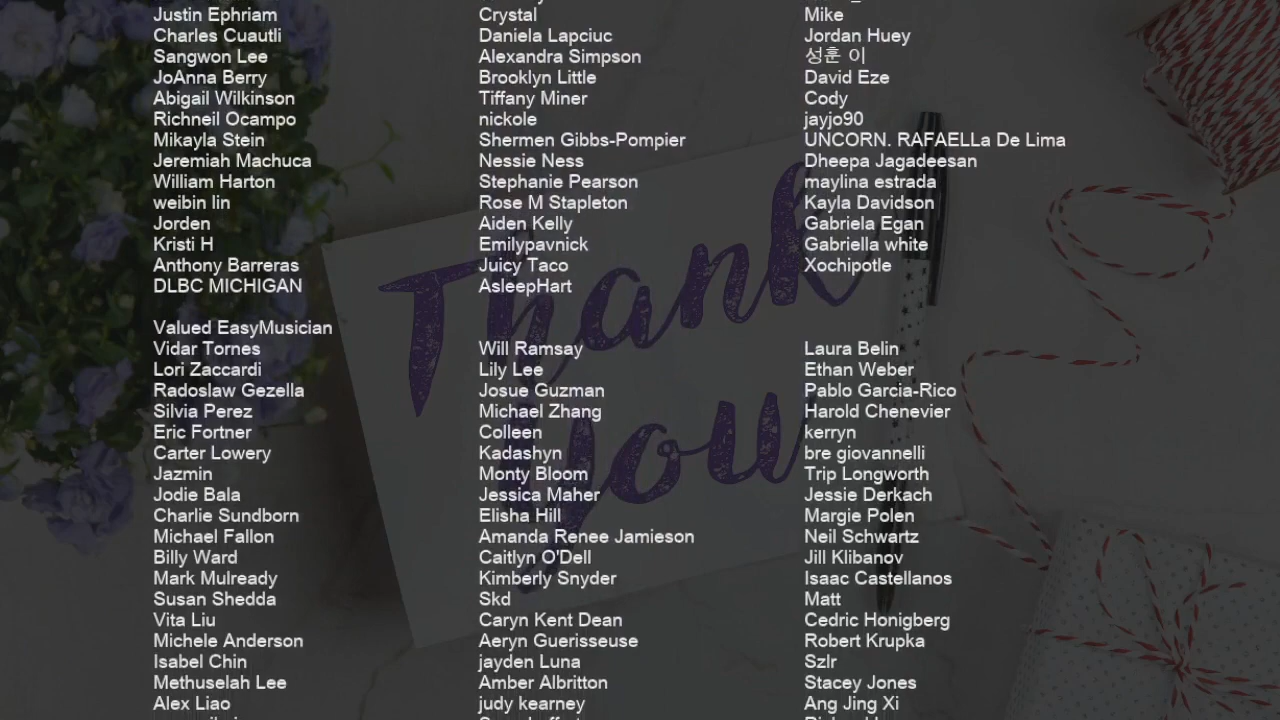 Justin Ephriam Crystal Mike
Charles Cuautli Daniela Lapciuc Jordan Huey
Sangwon Lee Alexandra Simpson 성훈 이
JoAnna Berry Brooklyn Little David Eze
Abigail Wilkinson Tiffany Miner Cody
Richneil Ocampo nickole jayjo90
Mikayla Stein Shermen Gibbs-Pompier UNCORN. RAFAELLa De Lima
Jeremiah Machuca Nessie Ness Dheepa Jagadeesan
William Harton Stephanie Pearson maylina estrada
weibin lin Rose M Stapleton Kayla Davidson
Jorden Aiden Kelly Gabriela Egan
Kristi H Emilypavnick Gabriella white
Anthony Barreras Juicy Taco Xochipotle
DLBC MICHIGAN AsleepHart
Valued EasyMusician
Vidar Tornes Will Ramsay Laura Belin
Lori Zaccardi Lily Lee Ethan Weber
Radoslaw Gezella Josue Guzman Pablo Garcia-Rico
Silvia Perez Michael Zhang Harold Chenevier
Eric Fortner Colleen kerryn
Carter Lowery Kadashyn bre giovannelli
Jazmin Monty Bloom Trip Longworth
Jodie Bala Jessica Maher Jessie Derkach
Charlie Sundborn Elisha Hill Margie Polen
Michael Fallon Amanda Renee Jamieson Neil Schwartz
Billy Ward Caitlyn O'Dell Jill Klibanov
Mark Mulready Kimberly Snyder Isaac Castellanos
Susan Shedda Skd Matt
Vita Liu Caryn Kent Dean Cedric Honigberg
Michele Anderson Aeryn Guerisseuse Robert Krupka
Isabel Chin jayden Luna Szlr
Methuselah Lee Amber Albritton Stacey Jones
Alex Liao judy kearney Ang Jing Xi
Thank
You